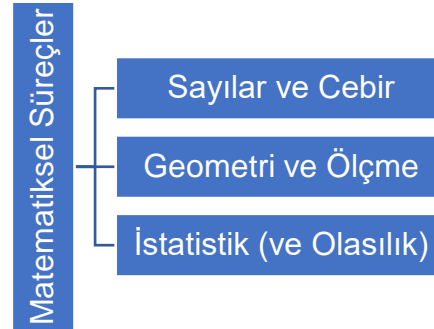 Matematiksel Süreçler
Sayılar ve Cebir
Geometri ve Ölçme
İstatistik (ve Olasılık)